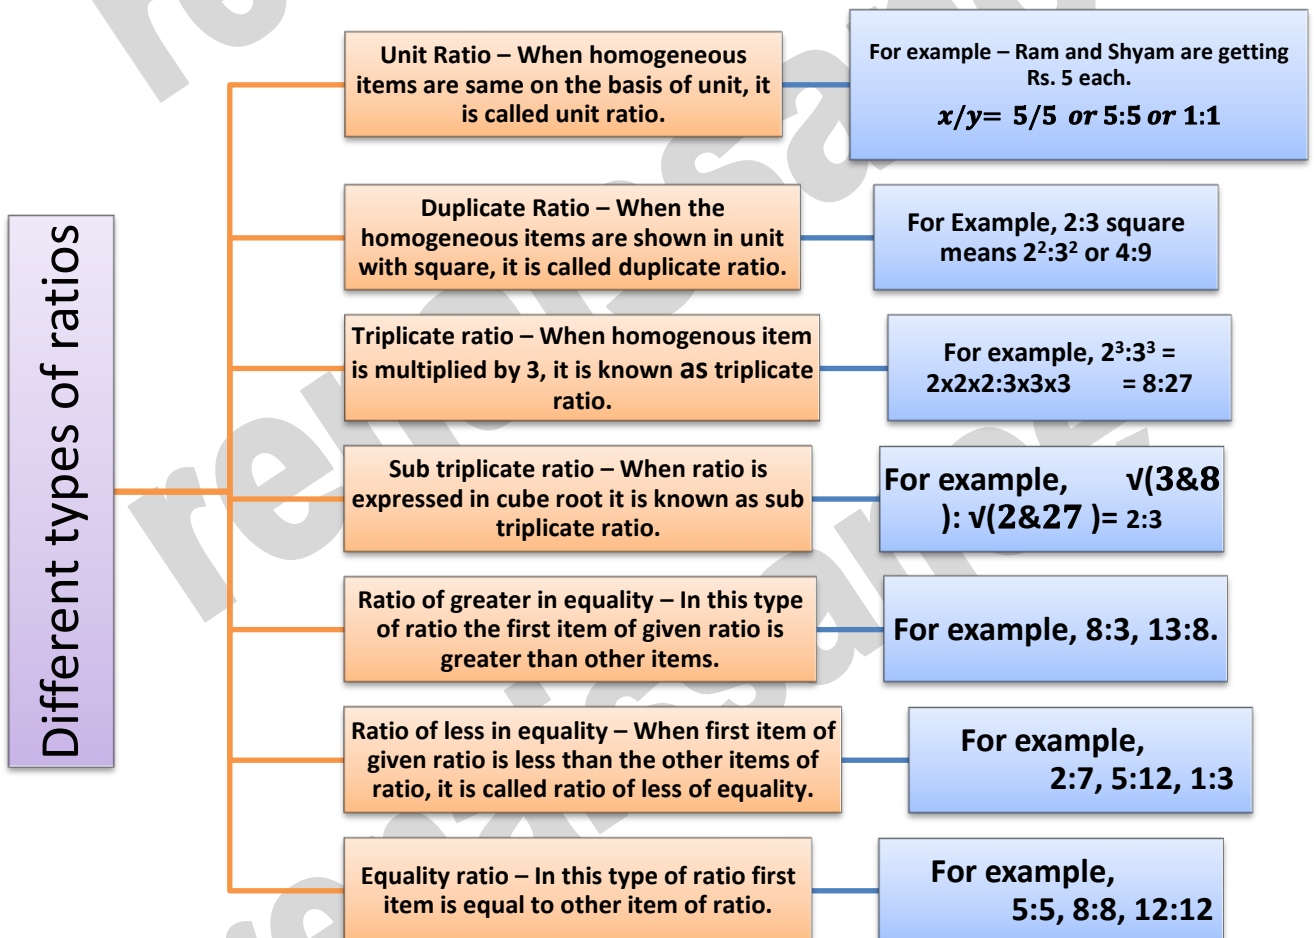 Different types of ratios
Unit Ratio – When homogeneous
items are same on the basis of unit, it
is called unit ratio.
For example – Ram and Shyam are getting
Rs. 5 each.
x/y= 5/5 or 5:5 or 1:1
Duplicate Ratio – When the
homogeneous items are shown in unit
with square, it is called duplicate ratio.
For Example, 2:3 square
means 2²:3² or 4:9
Triplicate ratio – When homogenous item
is multiplied by 3, it is known as triplicate
ratio.
For example, 2³:3³ =
2x2x2:3x3x3 = 8:27
Sub triplicate ratio – When ratio is
expressed in cube root it is known as sub
triplicate ratio.
For example, √(3&8
): √(2&27 )= 2:3
Ratio of greater in equality – In this type
of ratio the first item of given ratio is
greater than other items.
For example, 8:3, 13:8.
Ratio of less in equality – When first item of
given ratio is less than the other items of
ratio, it is called ratio of less of equality.
For example,
2:7, 5:12, 1:3
Equality ratio – In this type of ratio first
item is equal to other item of ratio.
For example,
5:5, 8:8, 12:12